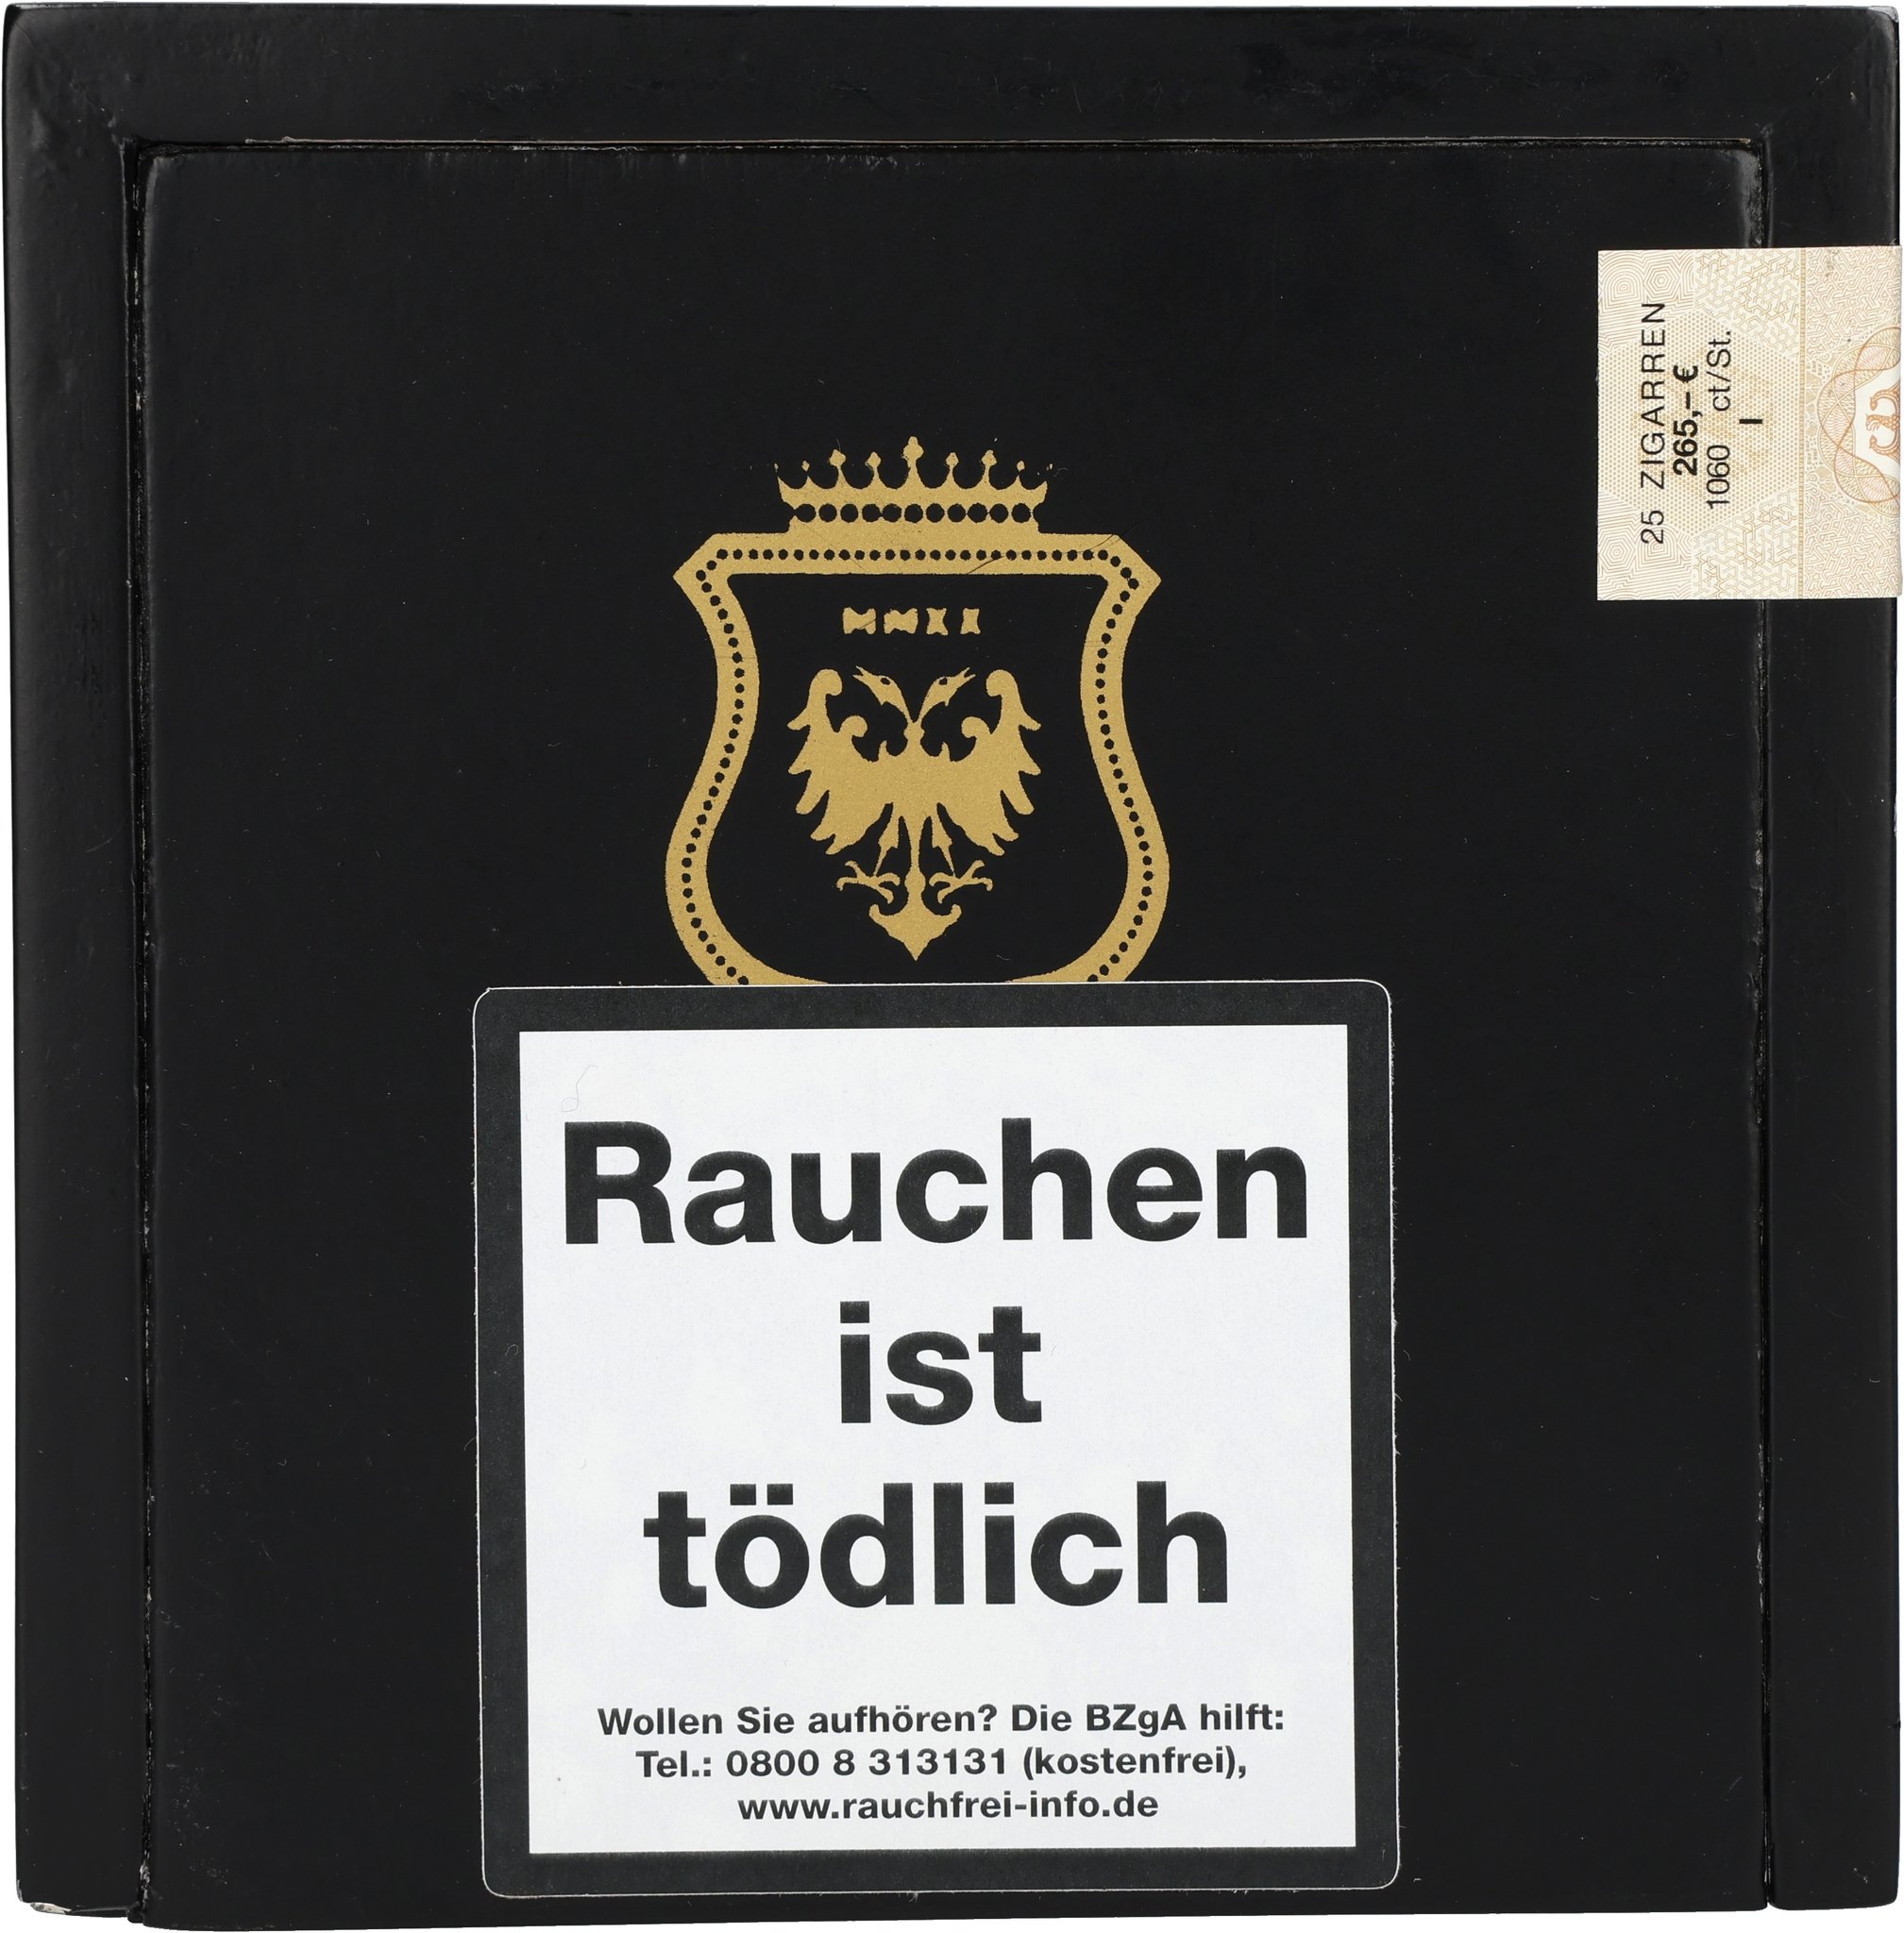 25 ZIGARREN
265,– €
1060 ct/St.
I
MMXX
Rauchen
ist
tödlich
Wollen Sie aufhören? Die BZgA hilft:
Tel.: 0800 8 313131 (kostenfrei),
www.rauchfrei-info.de